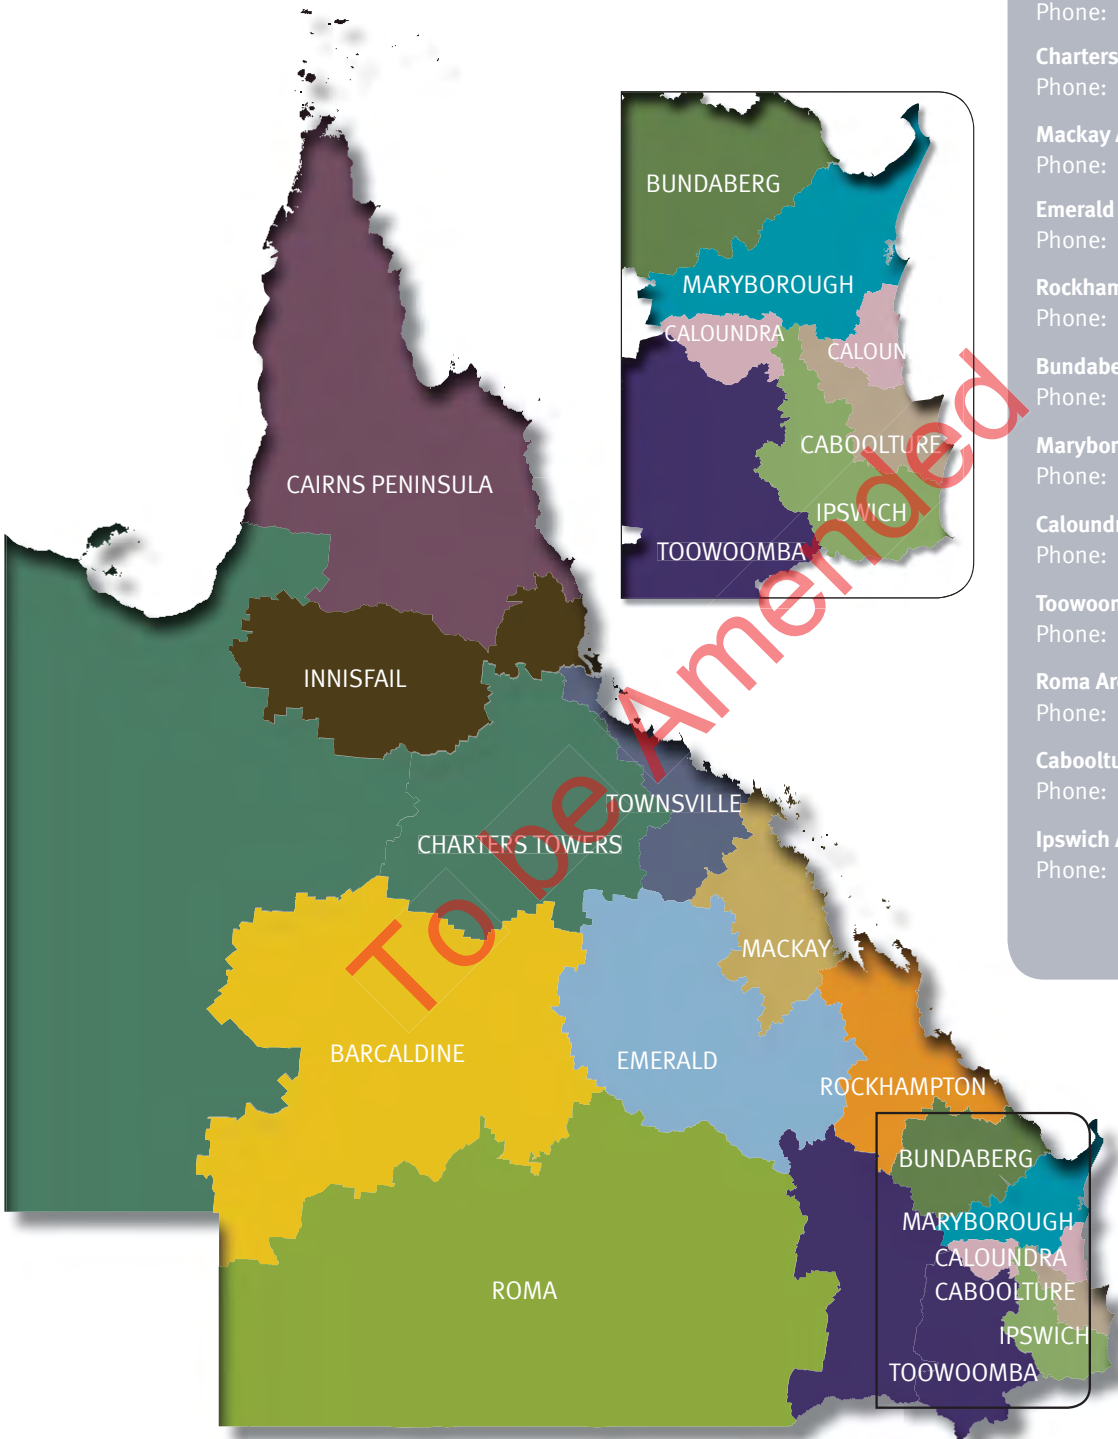 CAIRNS PENINSULA
INNISFAIL
TOWNSVILLE
CHARTERS TOWERS
MACKAY
BARCALDINE
EMERALD
ROCKHAMPTON
BUNDABERG
MARYBOROUGH
CALOUNDRA
CABOOLTURE
ROMA
IPSWICH
TOOWOOMBA
BUNDABERG
MARYBOROUGH
CALOUNDRA
CALOUN
CABOOLTURE
IPSWICH
TOOWOOMBA
To be Amended
Phone:
Charters
Phone:
Mackay A
Phone:
Emerald
Phone:
Rockham
Phone:
Bundabe
Phone:
Marybor
Phone:
Caloundr
Phone:
Toowoom
Phone:
Roma Are
Phone:
Cabooltu
Phone:
Ipswich A
Phone: